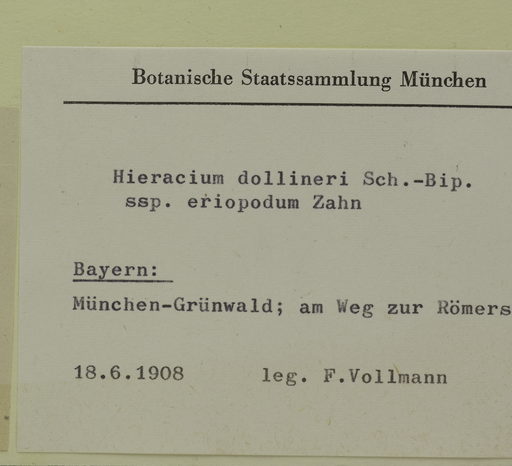 Botanische Staatssammlung München
Hieracium dollineri Sch.-Bip.
ssp. eriopodum Zahn
Bayern:
München-Grünwald; am Weg zur Römers
18.6.1908 leg. F.Vollmann